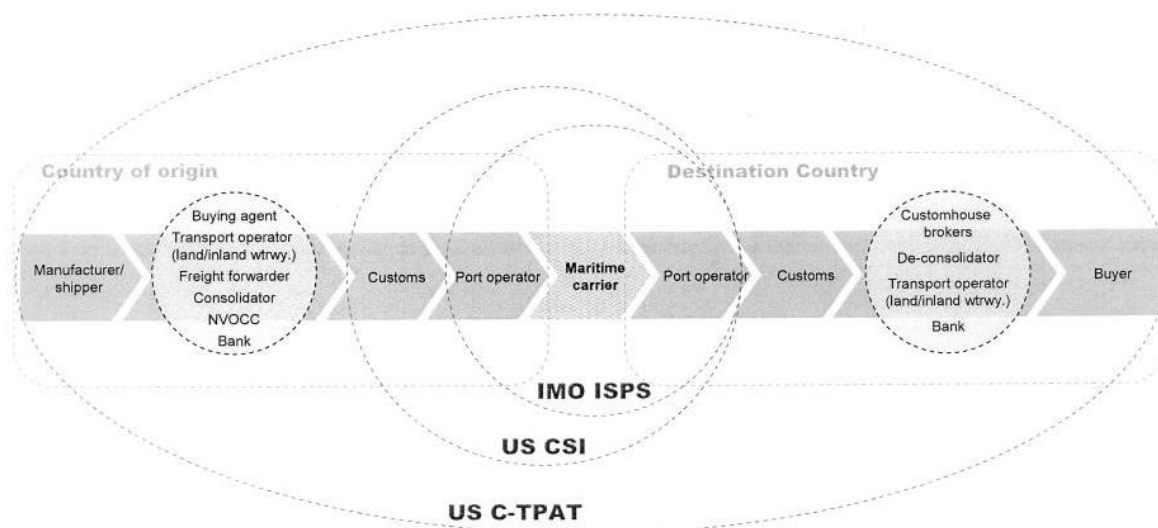 Country of origin
Destination Country
Manufacturer/
shipper
Buying agent
Transport operator
(land/inland wtrwy.)
Freight forwarder
Consolidator
NVOCC
Bank
Customs
Port operator
Maritime
carrier
Port operator
Customs
Customhouse
brokers
De-consolidator
Transport operator
(land/inland wtrwy.)
Bank
Buyer
IMO ISPS
US CSI
US C-TPAT